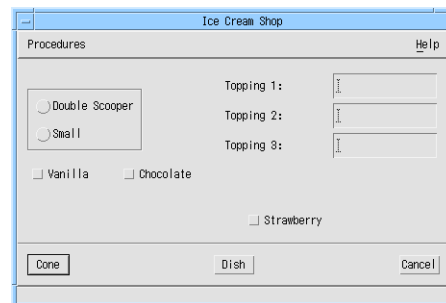 Ice Cream Shop
Procedures Help
Topping 1:
Double Scooper
Topping 2:
Small
Topping 3:
Vanilla Chocolate
Strawberry
Cone Dish Cancel